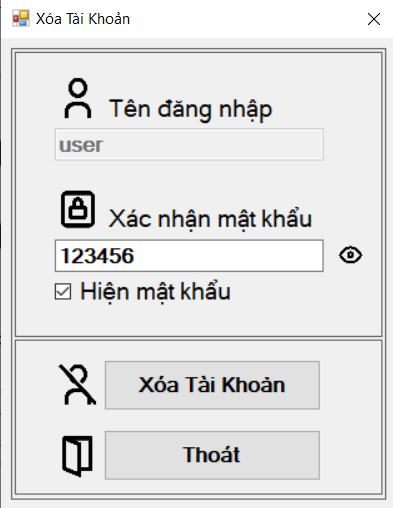 Xóa Tài Khoản
Tên đăng nhập
user
Xác nhận mật khẩu
123456
Hiện mật khẩu
Xóa Tài Khoản
Thoát